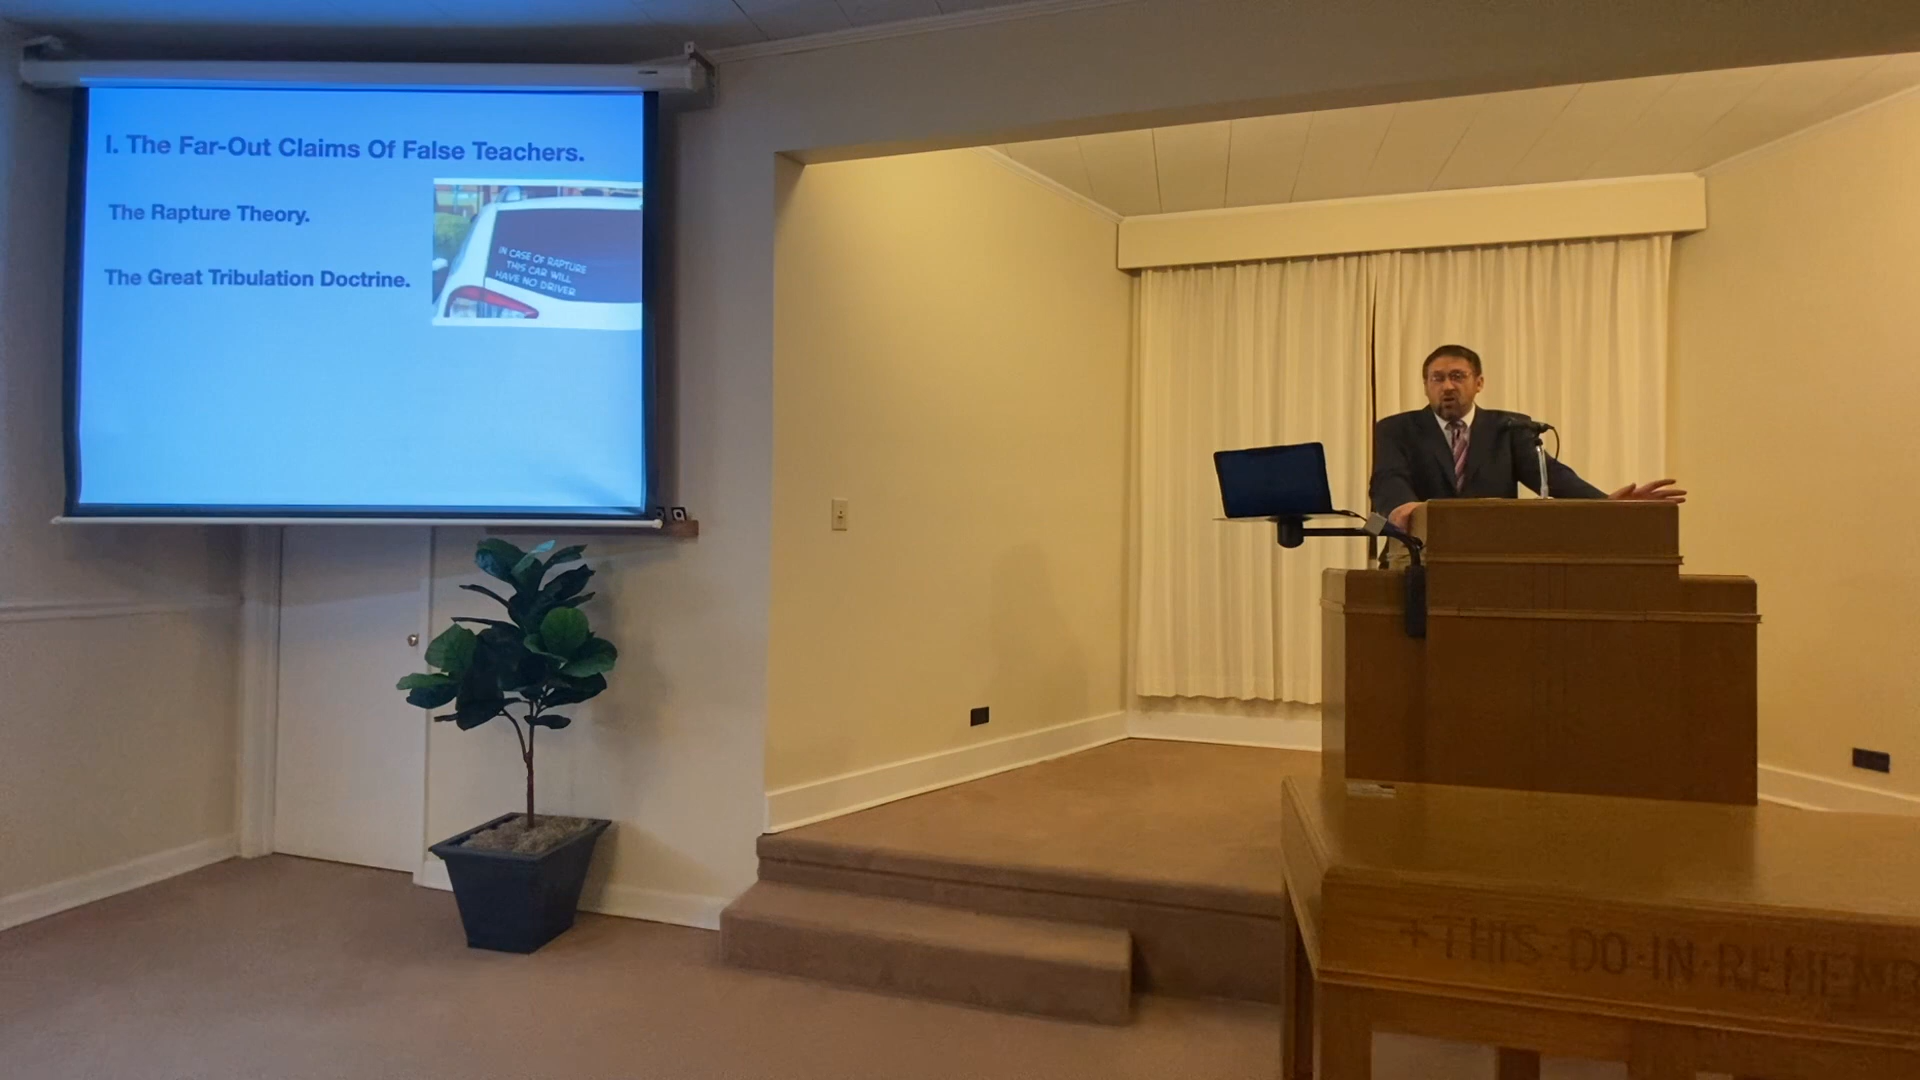 I. The Far-Out Claims Of False Teachers.
The Rapture Theory.
The Great Tribulation Doctrine.
IN CASE OF RAPTURE
THIS CAR WILL
HAVE NO DRIVER
+THIS·DO·IN·REMEMB